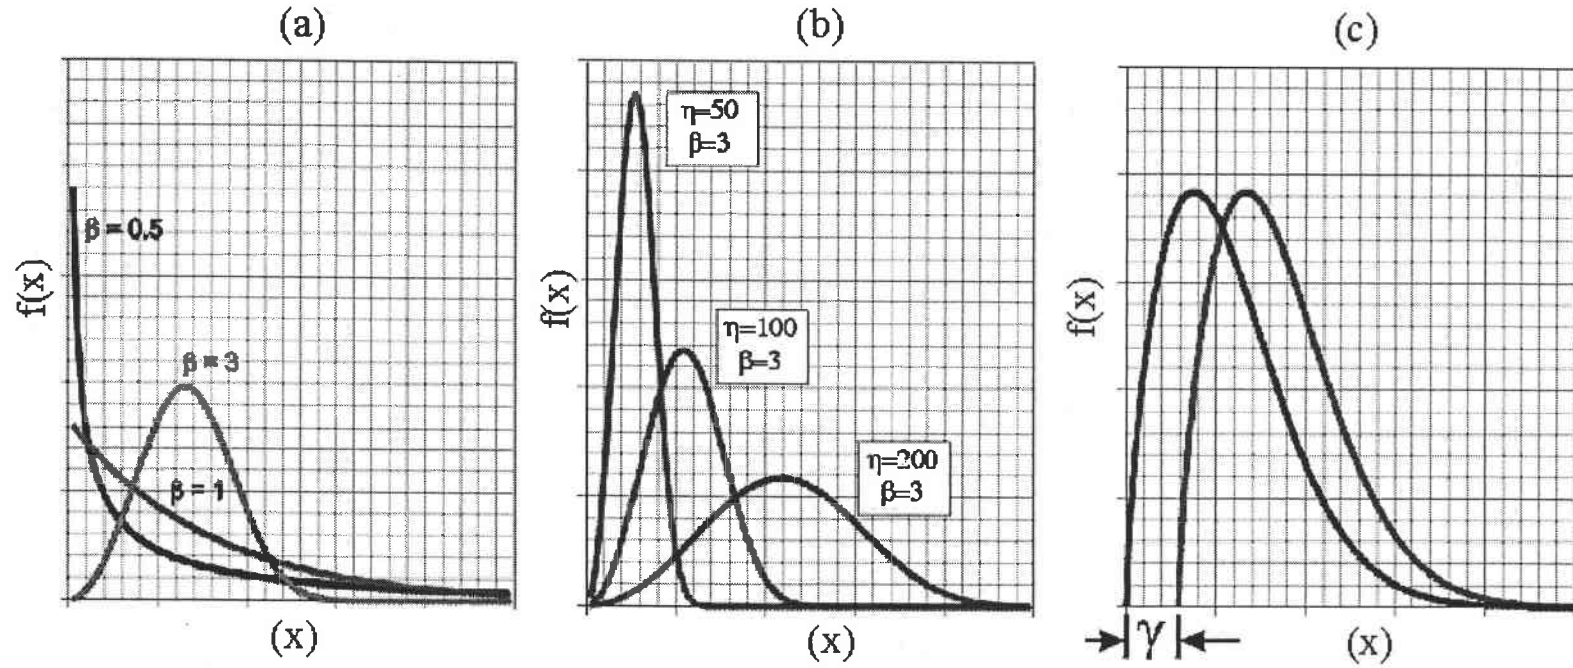 (a)
f(x)
β = 0.5
β = 3
β = 1
(x)
(b)
f(x)
η=50
β=3
η=100
β=3
η=200
β=3
(x)
(c)
f(x)
γ
(x)